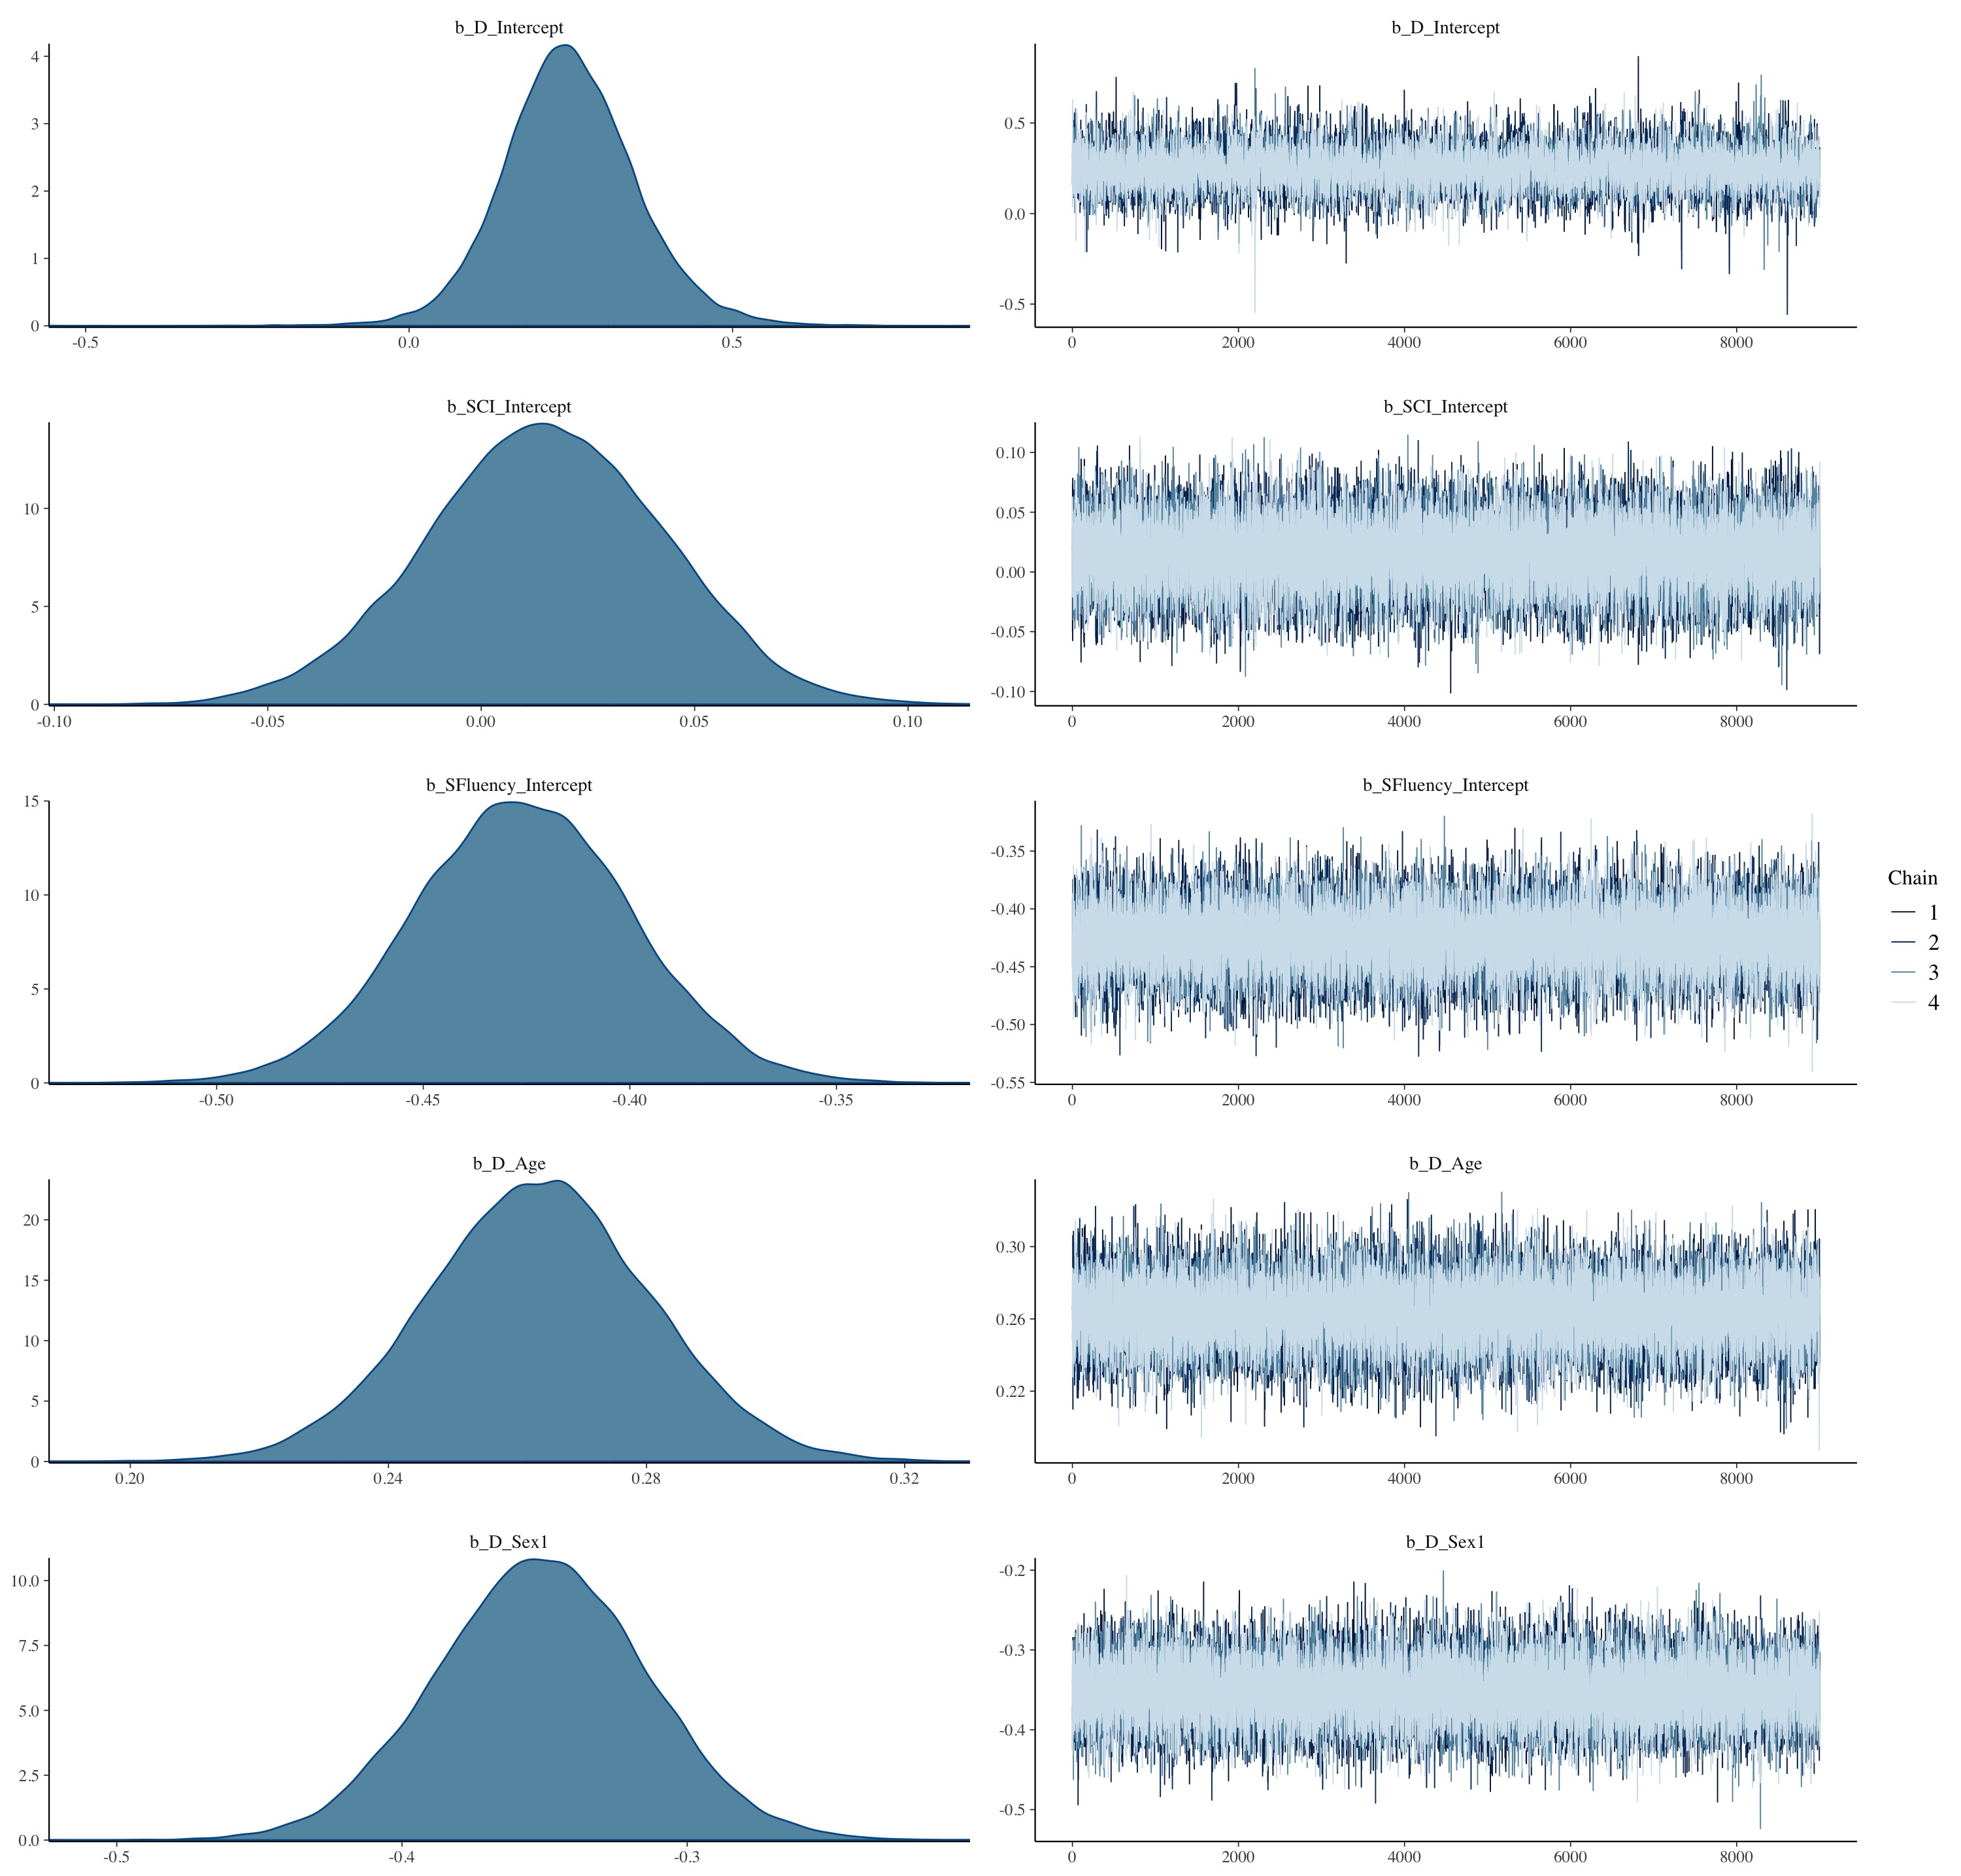 b_D_Intercept
4
3
2
1
0
-0.5 0.0 0.5
b_D_Intercept
0.5
0.0
-0.5
0 2000 4000 6000 8000
b_SCI_Intercept
10
5
0
-0.10 -0.05 0.00 0.05 0.10
b_SCI_Intercept
0.10
0.05
0.00
-0.05
-0.10
0 2000 4000 6000 8000
b_SFluency_Intercept
15
10
5
0
-0.50 -0.45 -0.40 -0.35
b_SFluency_Intercept
-0.35
-0.40
-0.45
-0.50
-0.55
0 2000 4000 6000 8000
Chain
1
2
3
4
b_D_Age
20
15
10
5
0
0.20 0.24 0.28 0.32
b_D_Age
0.30
0.26
0.22
0 2000 4000 6000 8000
b_D_Sex1
10.0
7.5
5.0
2.5
0.0
-0.5 -0.4 -0.3
b_D_Sex1
-0.2
-0.3
-0.4
-0.5
0 2000 4000 6000 8000